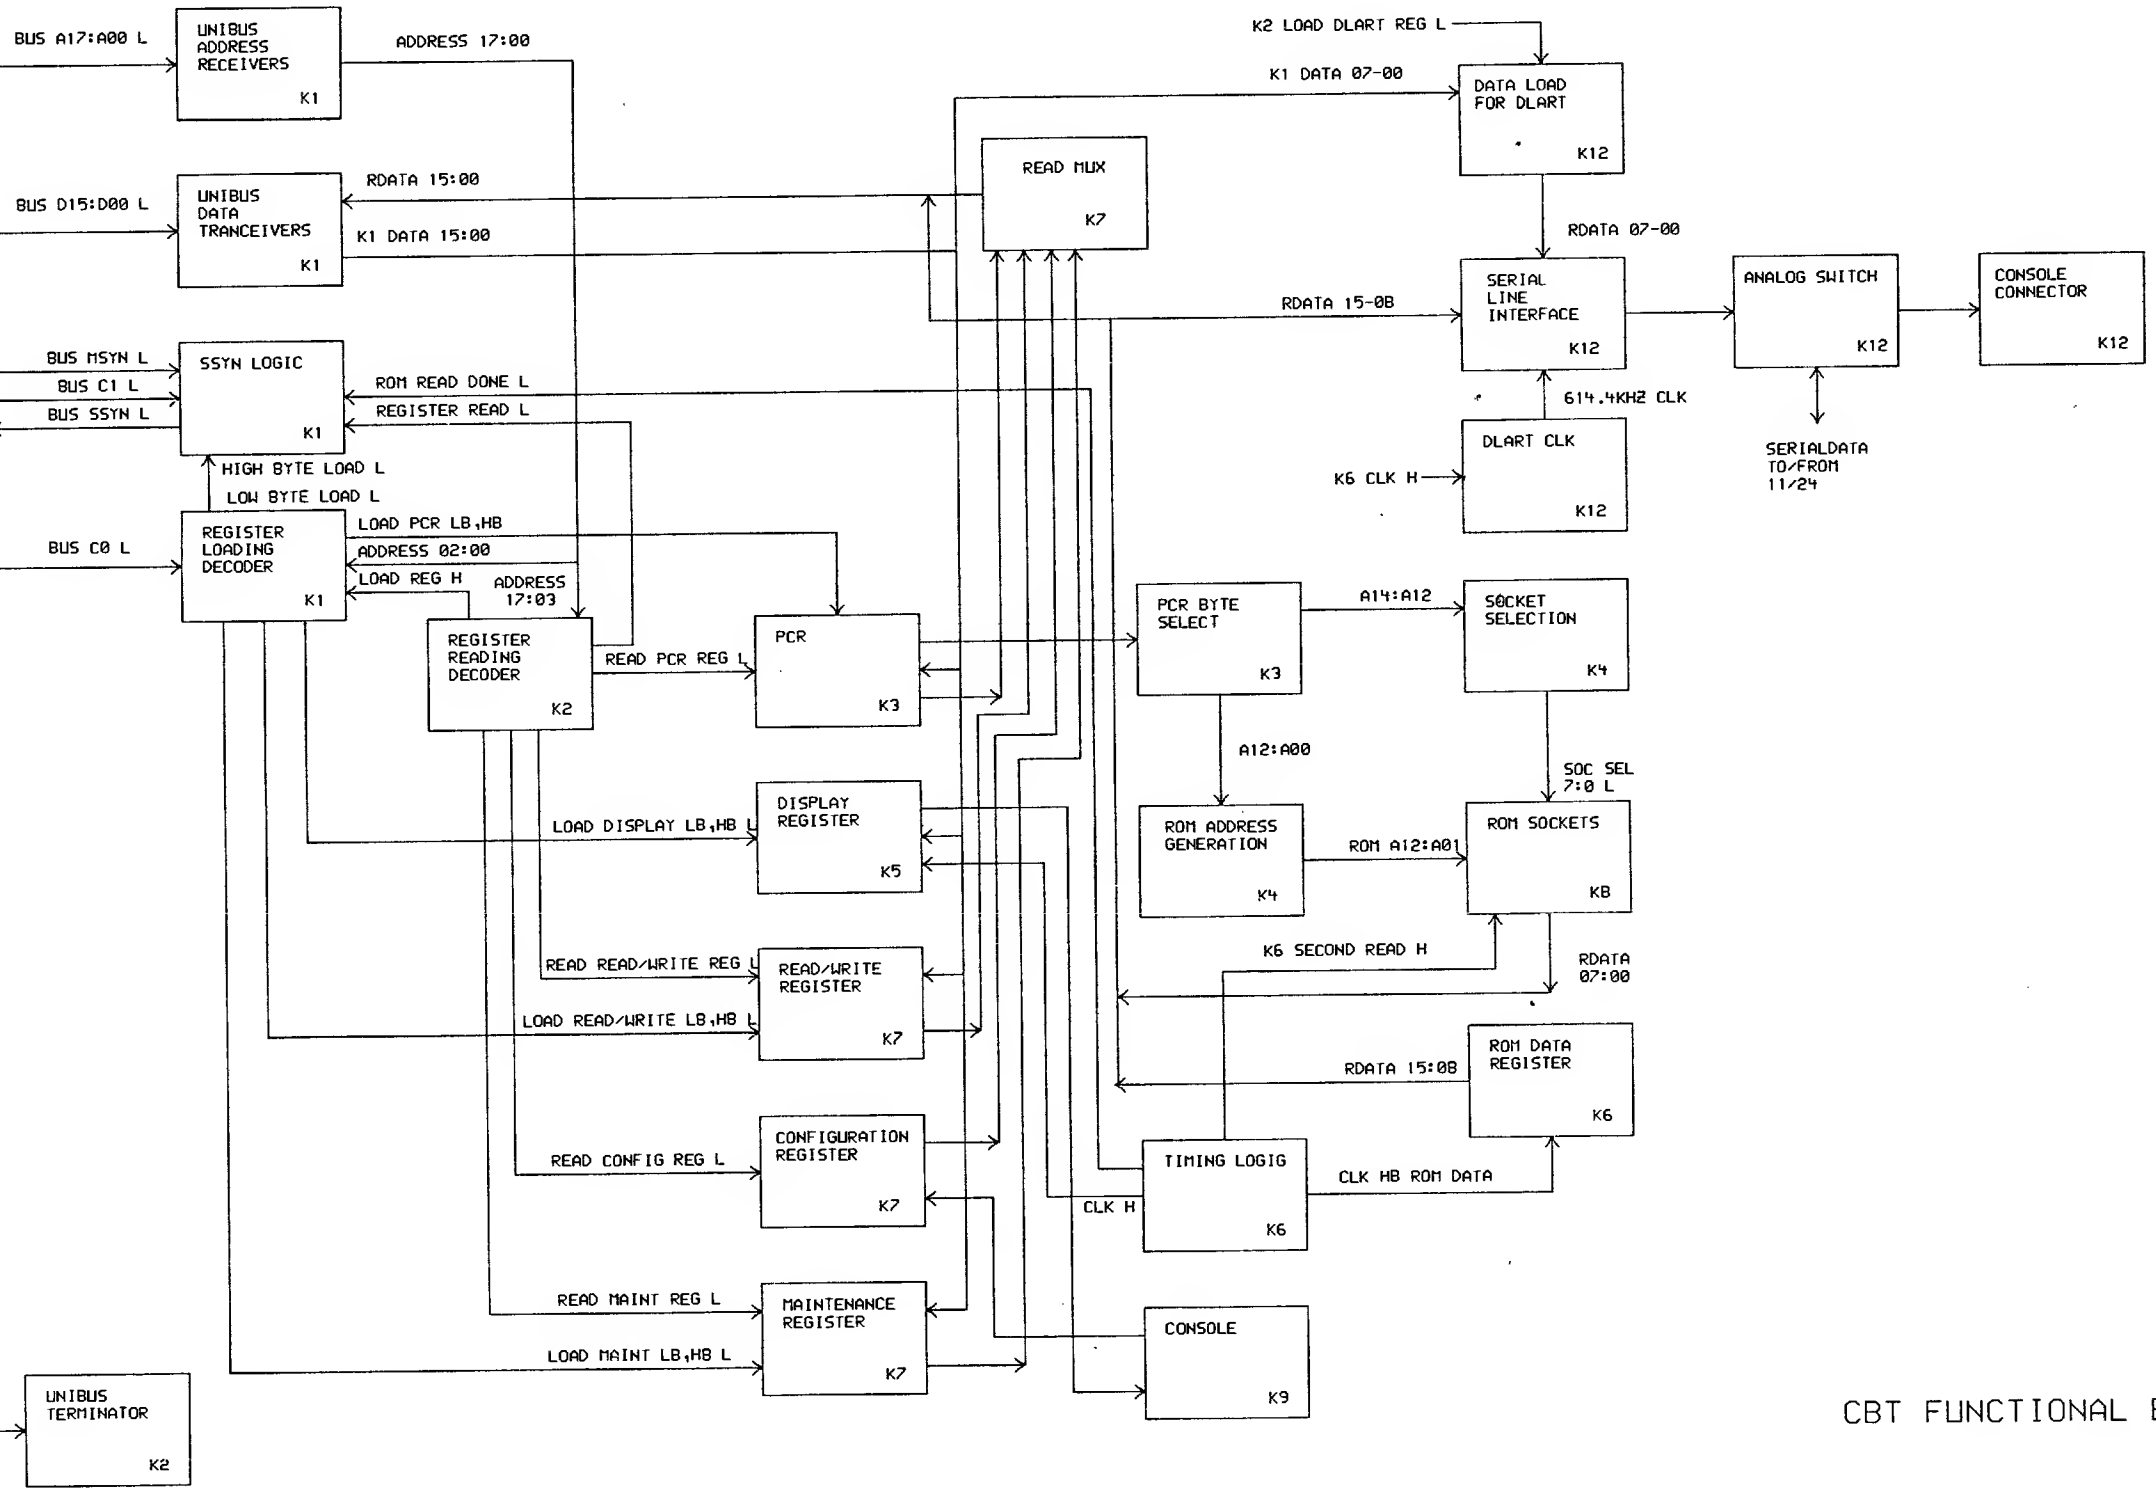 BUS A17:A00 L
UNIBUS
ADDRESS
RECEIVERS
K1
ADDRESS 17:00
K2 LOAD DLART REG L
K1 DATA 07-00
DATA LOAD
FOR DLART
K12
BUS D15:D00 L
UNIBUS
DATA
TRANCEIVERS
K1
RDATA 15:00
K1 DATA 15:00
READ MUX
K7
RDATA 07-00
RDATA 15-08
SERIAL
LINE
INTERFACE
K12
ANALOG SWITCH
K12
CONSOLE
CONNECTOR
K12
BUS MSYN L
BUS C1 L
BUS SSYN L
SSYN LOGIC
K1
ROM READ DONE L
REGISTER READ L
HIGH BYTE LOAD L
LOW BYTE LOAD L
614.4KHZ CLK
K6 CLK H
DLART CLK
K12
SERIALDATA
TO/FROM
11/24
BUS C0 L
REGISTER
LOADING
DECODER
K1
LOAD PCR LB,HB
ADDRESS 02:00
LOAD REG H
ADDRESS
17:03
REGISTER
READING
DECODER
K2
READ PCR REG L
PCR
K3
PCR BYTE
SELECT
K3
A14:A12
SOCKET
SELECTION
K4
A12:A00
SOC SEL
7:0 L
LOAD DISPLAY LB,HB L
DISPLAY
REGISTER
K5
ROM ADDRESS
GENERATION
K4
ROM A12:A01
ROM SOCKETS
K8
READ READ/WRITE REG L
LOAD READ/WRITE LB,HB L
READ/WRITE
REGISTER
K7
K6 SECOND READ H
RDATA
07:00
RDATA 15:08
ROM DATA
REGISTER
K6
READ CONFIG REG L
CONFIGURATION
REGISTER
K7
CLK H
TIMING LOGIG
K6
CLK HB ROM DATA
READ MAINT REG L
LOAD MAINT LB,HB L
MAINTENANCE
REGISTER
K7
CONSOLE
K9
UNIBUS
TERMINATOR
K2
CBT FUNCTIONAL